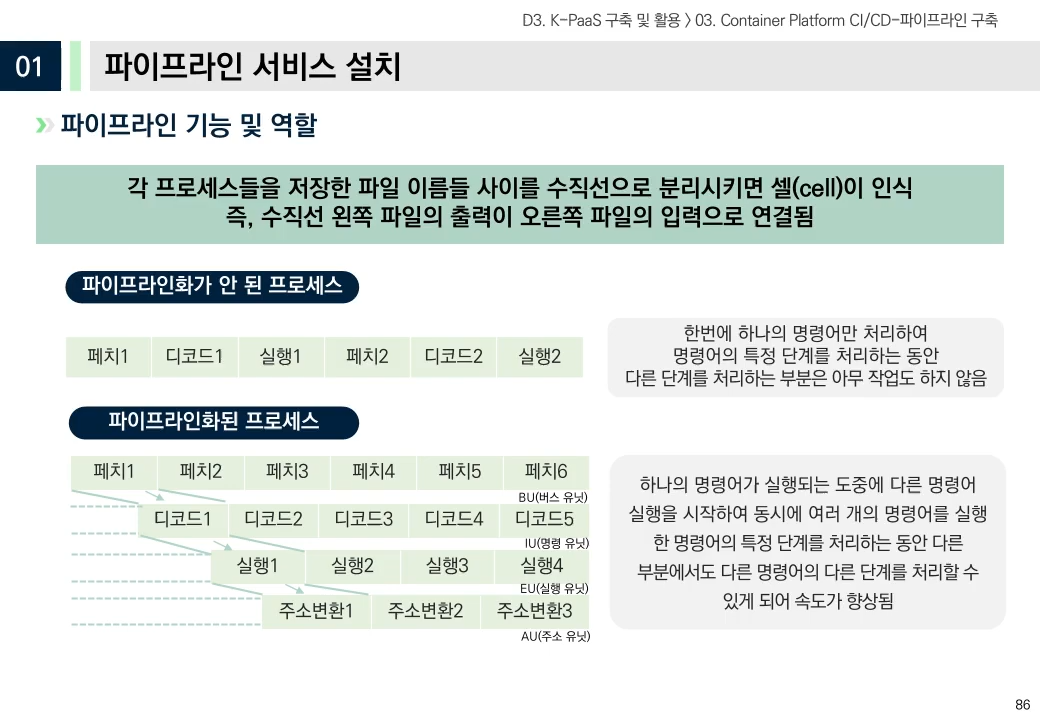 D3. K-PaaS 구축 및 활용 > 03. Container Platform CI/CD-파이프라인 구축
01 파이프라인 서비스 설치
파이프라인 기능 및 역할
각 프로세스들을 저장한 파일 이름들 사이를 수직선으로 분리시키면 셀(cell)이 인식
즉, 수직선 왼쪽 파일의 출력이 오른쪽 파일의 입력으로 연결됨
파이프라인화가 안 된 프로세스
페치1 디코드1 실행1 페치2 디코드2 실행2
한번에 하나의 명령어만 처리하여
명령어의 특정 단계를 처리하는 동안
다른 단계를 처리하는 부분은 아무 작업도 하지 않음
파이프라인화된 프로세스
페치1 페치2 페치3 페치4 페치5 페치6
BU(버스 유닛)
디코드1 디코드2 디코드3 디코드4 디코드5
IU(명령 유닛)
실행1 실행2 실행3 실행4
EU(실행 유닛)
주소변환1 주소변환2 주소변환3
AU(주소 유닛)
하나의 명령어가 실행되는 도중에 다른 명령어
실행을 시작하여 동시에 여러 개의 명령어를 실행
한 명령어의 특정 단계를 처리하는 동안 다른
부분에서도 다른 명령어의 다른 단계를 처리할 수
있게 되어 속도가 향상됨
86